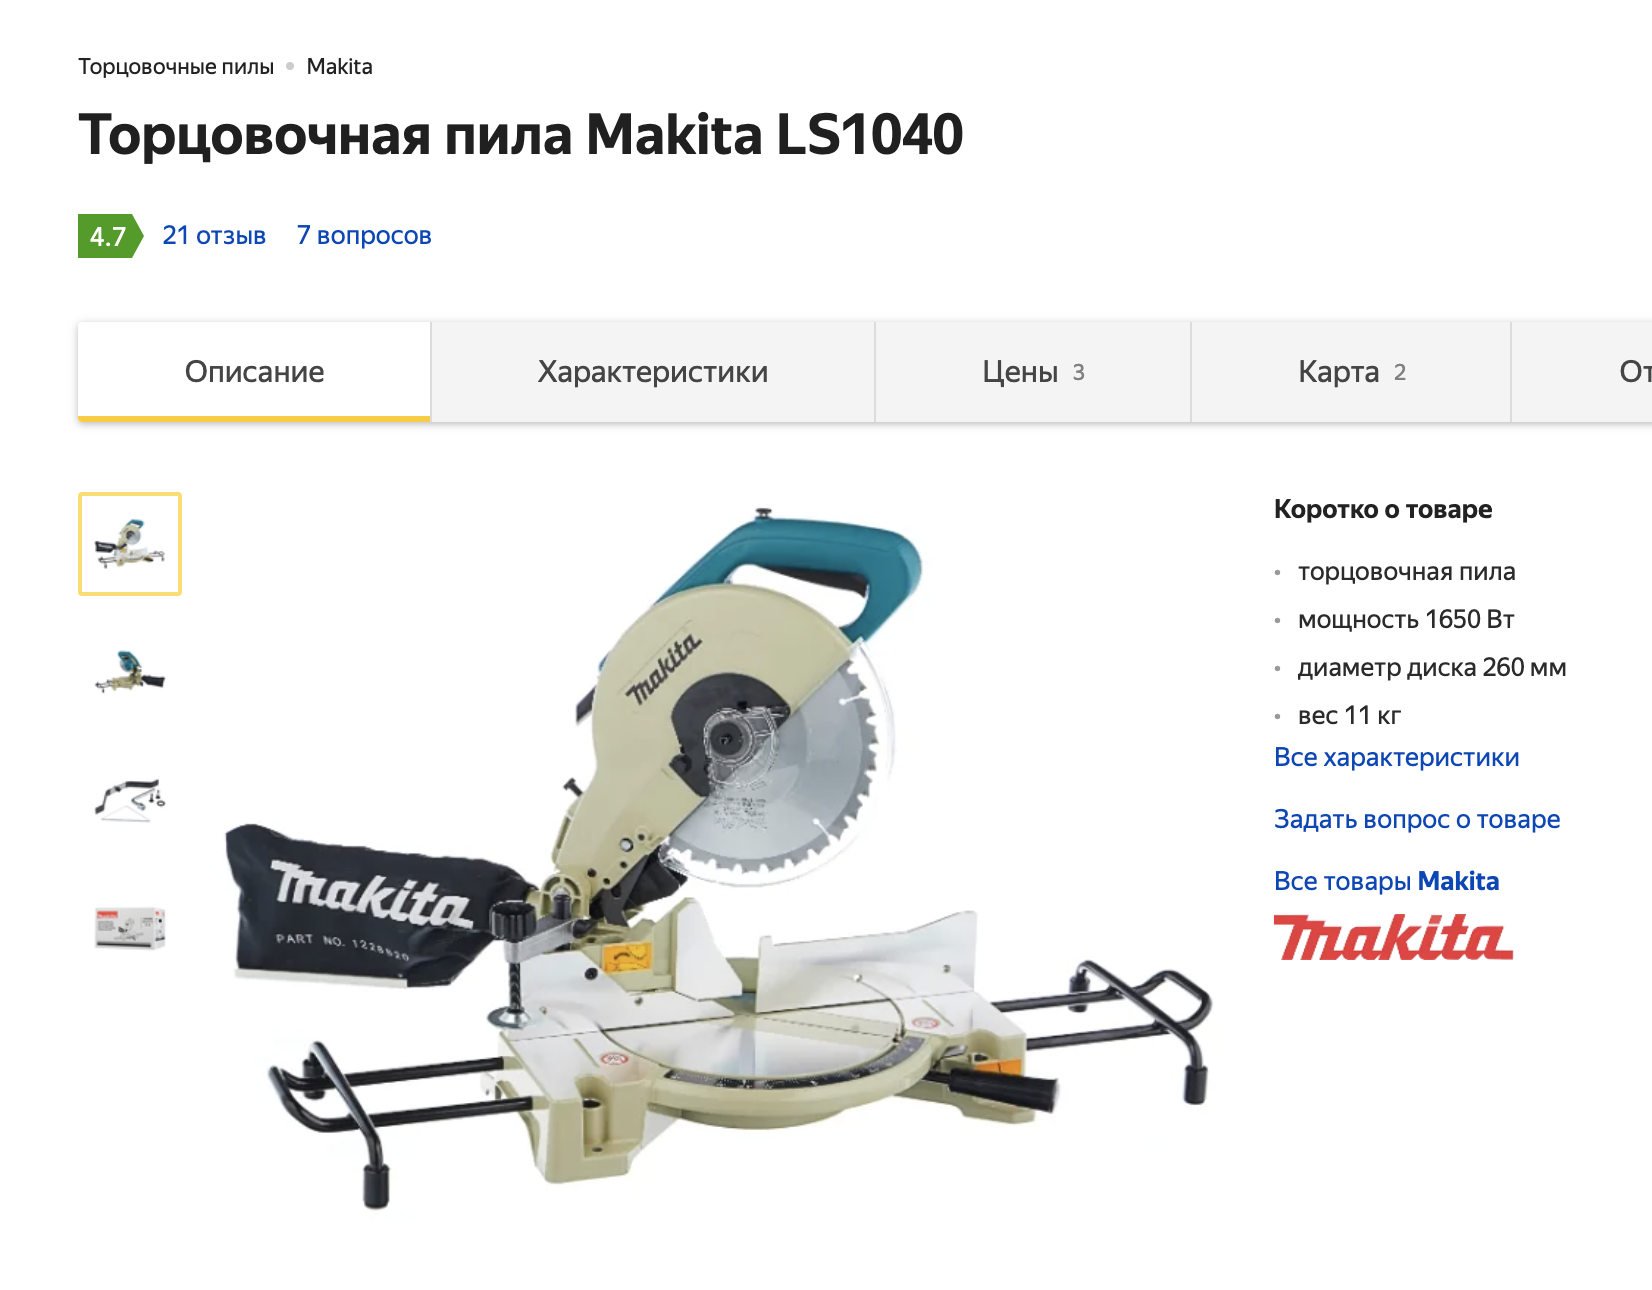 Торцовочные пилы • Makita
Торцовочная пила Makita LS1040
4.7 21 отзыв 7 вопросов
Описание Характеристики Цены 3 Карта 2 От
Коротко о товаре
• торцовочная пила
• мощность 1650 Вт
• диаметр диска 260 мм
• вес 11 кг
Все характеристики
Задать вопрос о товаре
Все товары Makita
makita
makita
makita
PART NO. 1228520